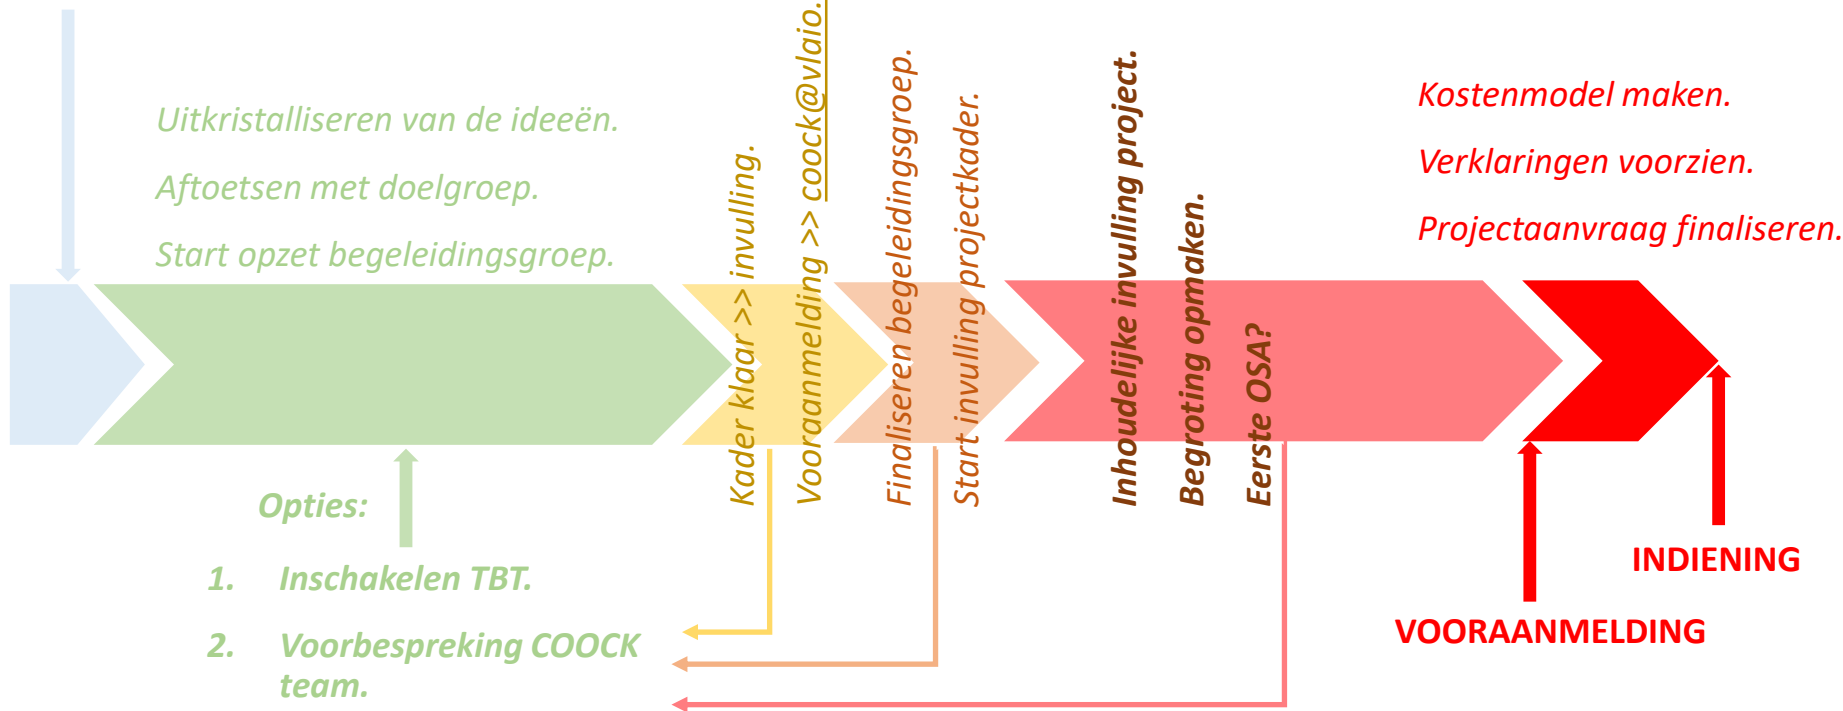 Uitkristalliseren van de ideeën.
Aftoetsen met doelgroep.
Start opzet begeleidingsgroep.
Kader klaar >> invulling.
Vooraanmelding >> coock@vlaio.
Finaliseren begeleidingsgroep.
Start invulling projectkader.
Inhoudelijke invulling project.
Begroting opmaken.
Eerste OSA?
Kostenmodel maken.
Verklaringen voorzien.
Projectaanvraag finaliseren.
Opties:
1. Inschakelen TBT.
2. Voorbespreking COOCK
team.
INDIENING
VOORAANMELDING